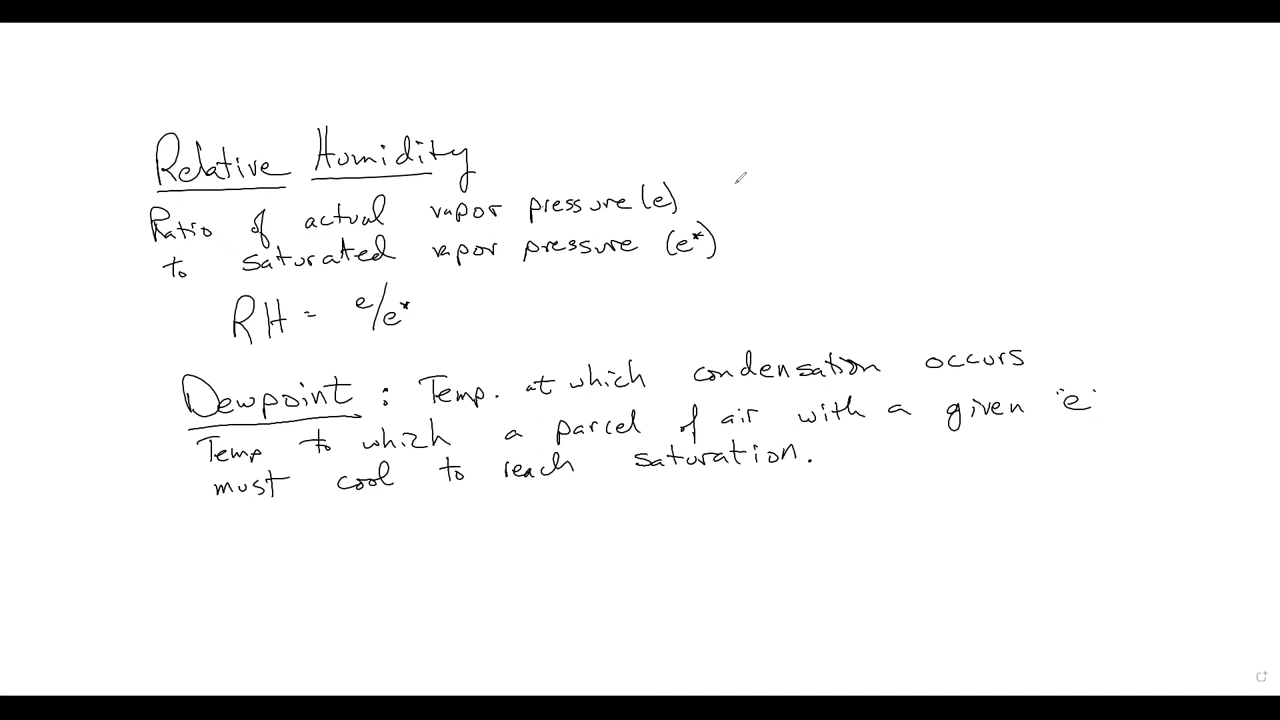 Relative Humidity
Ratio of actual vapor pressure (e)
to saturated vapor pressure (e*)
RH = e/e*
Dewpoint : Temp. at which condensation occurs
Temp to which a parcel of air with a given "e"
must cool to reach saturation.